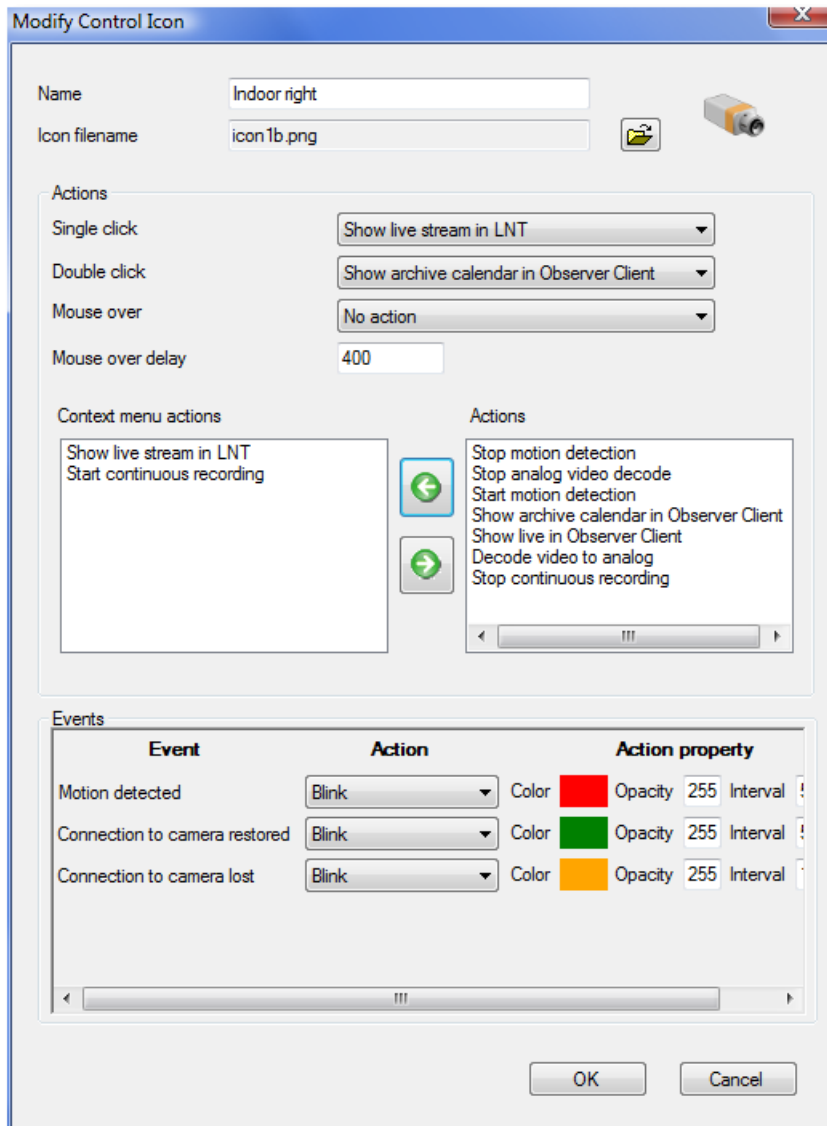 Modify Control Icon
Name Indoor right
Icon filename icon1b.png
Actions
Single click Show live stream in LNT
Double click Show archive calendar in Observer Client
Mouse over No action
Mouse over delay 400
Context menu actions
Show live stream in LNT
Start continuous recording
Actions
Stop motion detection
Stop analog video decode
Start motion detection
Show archive calendar in Observer Client
Show live in Observer Client
Decode video to analog
Stop continuous recording
Events
Event Action Action property
Motion detected Blink Color Opacity 255 Interval
Connection to camera restored Blink Color Opacity 255 Interval
Connection to camera lost Blink Color Opacity 255 Interval
OK Cancel